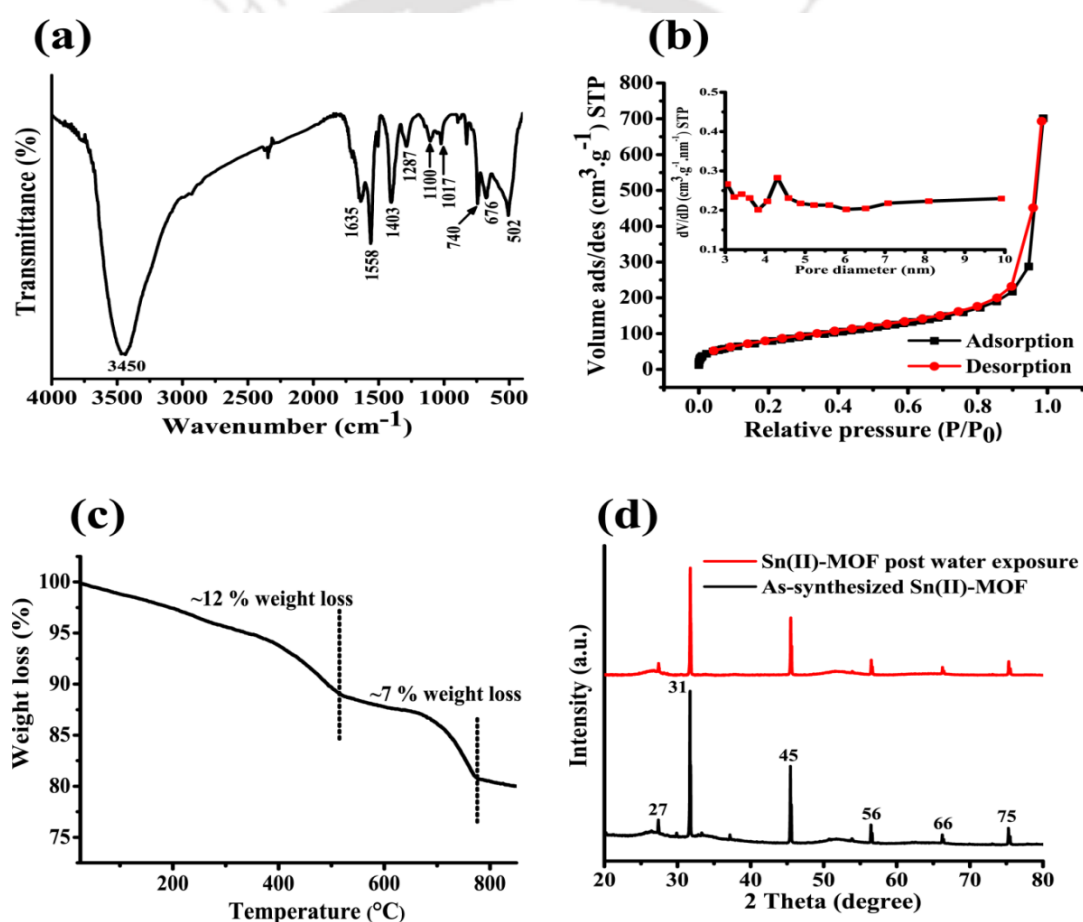 (a)
Transmittance (%)
3450
1635
1558
1403
1287
1100
1017
740
676
502
4000 3500 3000 2500 2000 1500 1000 500
Wavenumber (cm-1)
(b)
Volume ads/des (cm3.g-1) STP
800
700
600
500
400
300
200
100
0
0.0 0.2 0.4 0.6 0.8 1.0
Relative pressure (P/P0)
dV/dD (cm3.g-1.nm-1) STP
0.5
0.4
0.3
0.2
0.1
3 4 5 6 7 8 9 10
Pore diameter (nm)
Adsorption
Desorption
(c)
Weight loss (%)
100
95
90
85
80
75
~12 % weight loss
~7 % weight loss
200 400 600 800
Temperature (°C)
(d)
Intensity (a.u.)
Sn(II)-MOF post water exposure
As-synthesized Sn(II)-MOF
27
31
45
56
66
75
20 30 40 50 60 70 80
2 Theta (degree)